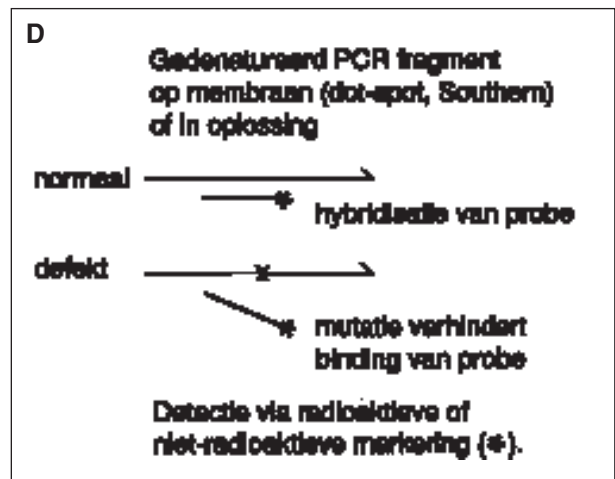 D
Gedenatureerd PCR fragment
op membraan (dot-spot, Southern)
of in oplossing
normaal
hybridisatie van probe
defekt
mutatie verhindert
binding van probe
Detectie via radioaktieve of
niet-radioaktieve merkering (*).